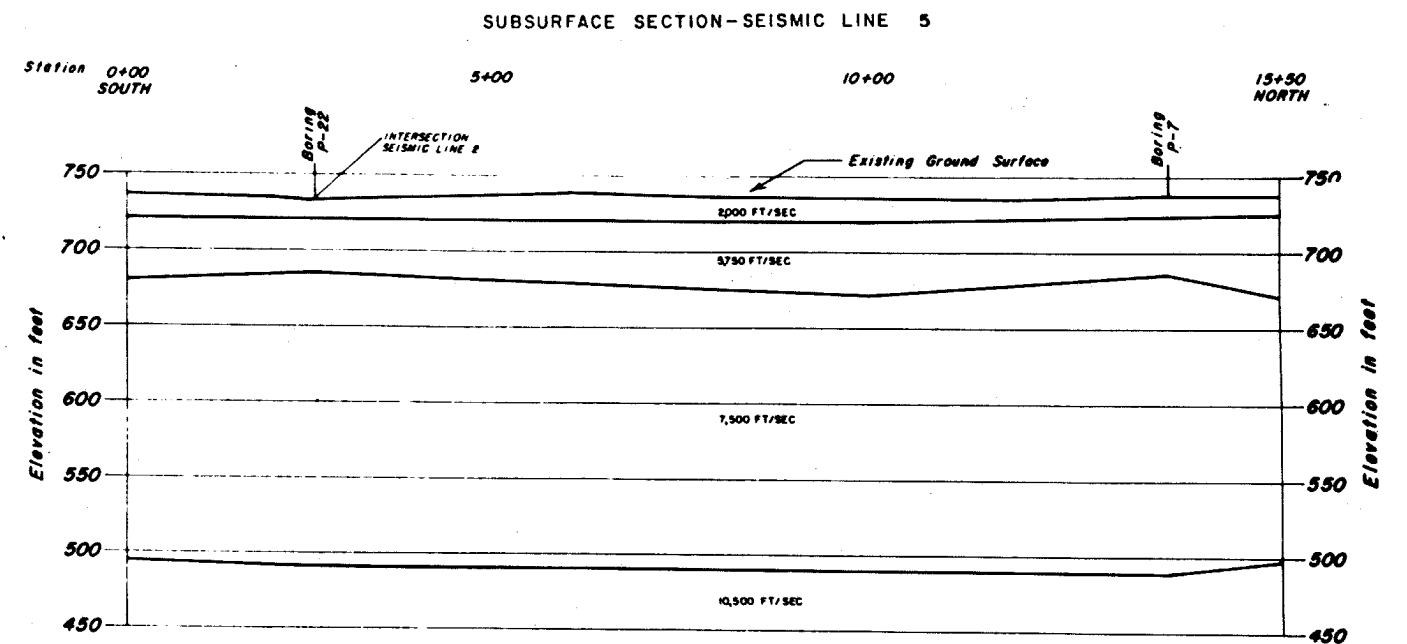 SUBSURFACE SECTION-SEISMIC LINE 5
Station 0+00 5+00 10+00 15+50
SOUTH NORTH
Boring P-22
INTERSECTION
SEISMIC LINE 2
Existing Ground Surface
Boring P-7
750 750
2,000 FT/SEC
700 700
5,750 FT/SEC
650 650
Elevation in feet
Elevation in feet
600 600
7,500 FT/SEC
550 550
500 500
10,500 FT/SEC
450 450